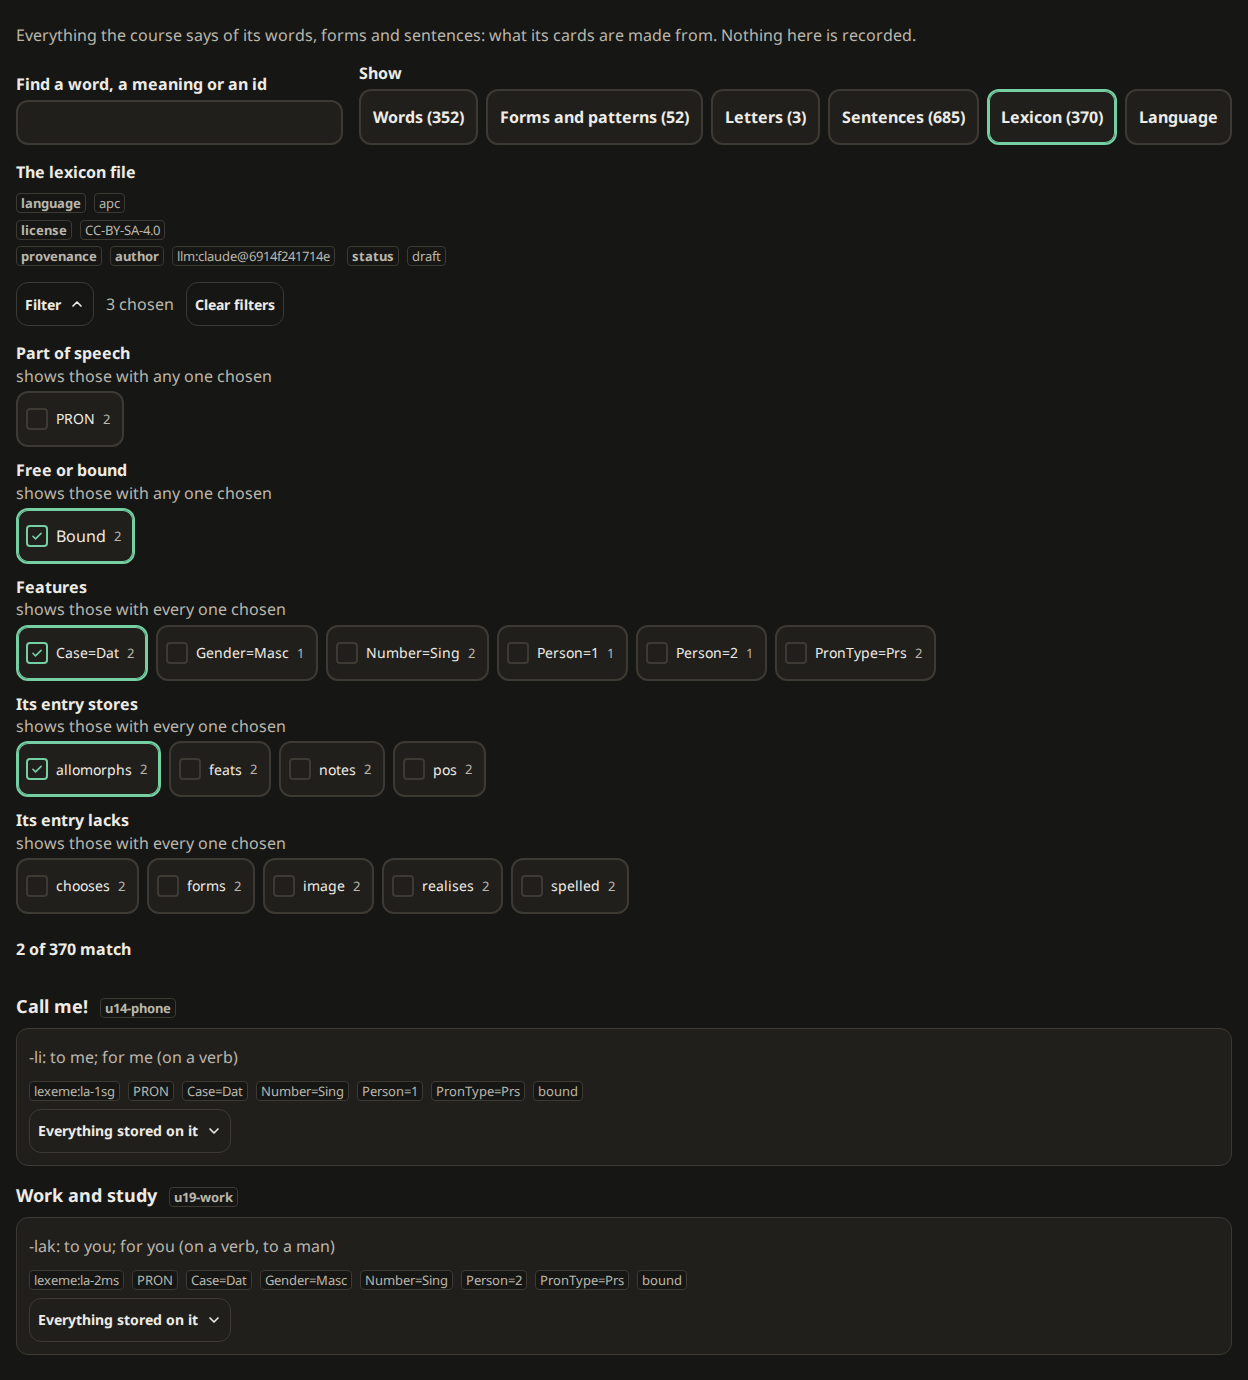 Everything the course says of its words, forms and sentences: what its cards are made from. Nothing here is recorded.
Find a word, a meaning or an id
Show
Words (352) Forms and patterns (52) Letters (3) Sentences (685) Lexicon (370) Language
The lexicon file
language apc
license CC-BY-SA-4.0
provenance author llm:claude@6914f241714e status draft
Filter 3 chosen Clear filters
Part of speech
shows those with any one chosen
PRON 2
Free or bound
shows those with any one chosen
Bound 2
Features
shows those with every one chosen
Case=Dat 2 Gender=Masc 1 Number=Sing 2 Person=1 1 Person=2 1 PronType=Prs 2
Its entry stores
shows those with every one chosen
allomorphs 2 feats 2 notes 2 pos 2
Its entry lacks
shows those with every one chosen
chooses 2 forms 2 image 2 realises 2 spelled 2
2 of 370 match
Call me! u14-phone
-li: to me; for me (on a verb)
lexeme:la-1sg PRON Case=Dat Number=Sing Person=1 PronType=Prs bound
Everything stored on it
Work and study u19-work
-lak: to you; for you (on a verb, to a man)
lexeme:la-2ms PRON Case=Dat Gender=Masc Number=Sing Person=2 PronType=Prs bound
Everything stored on it